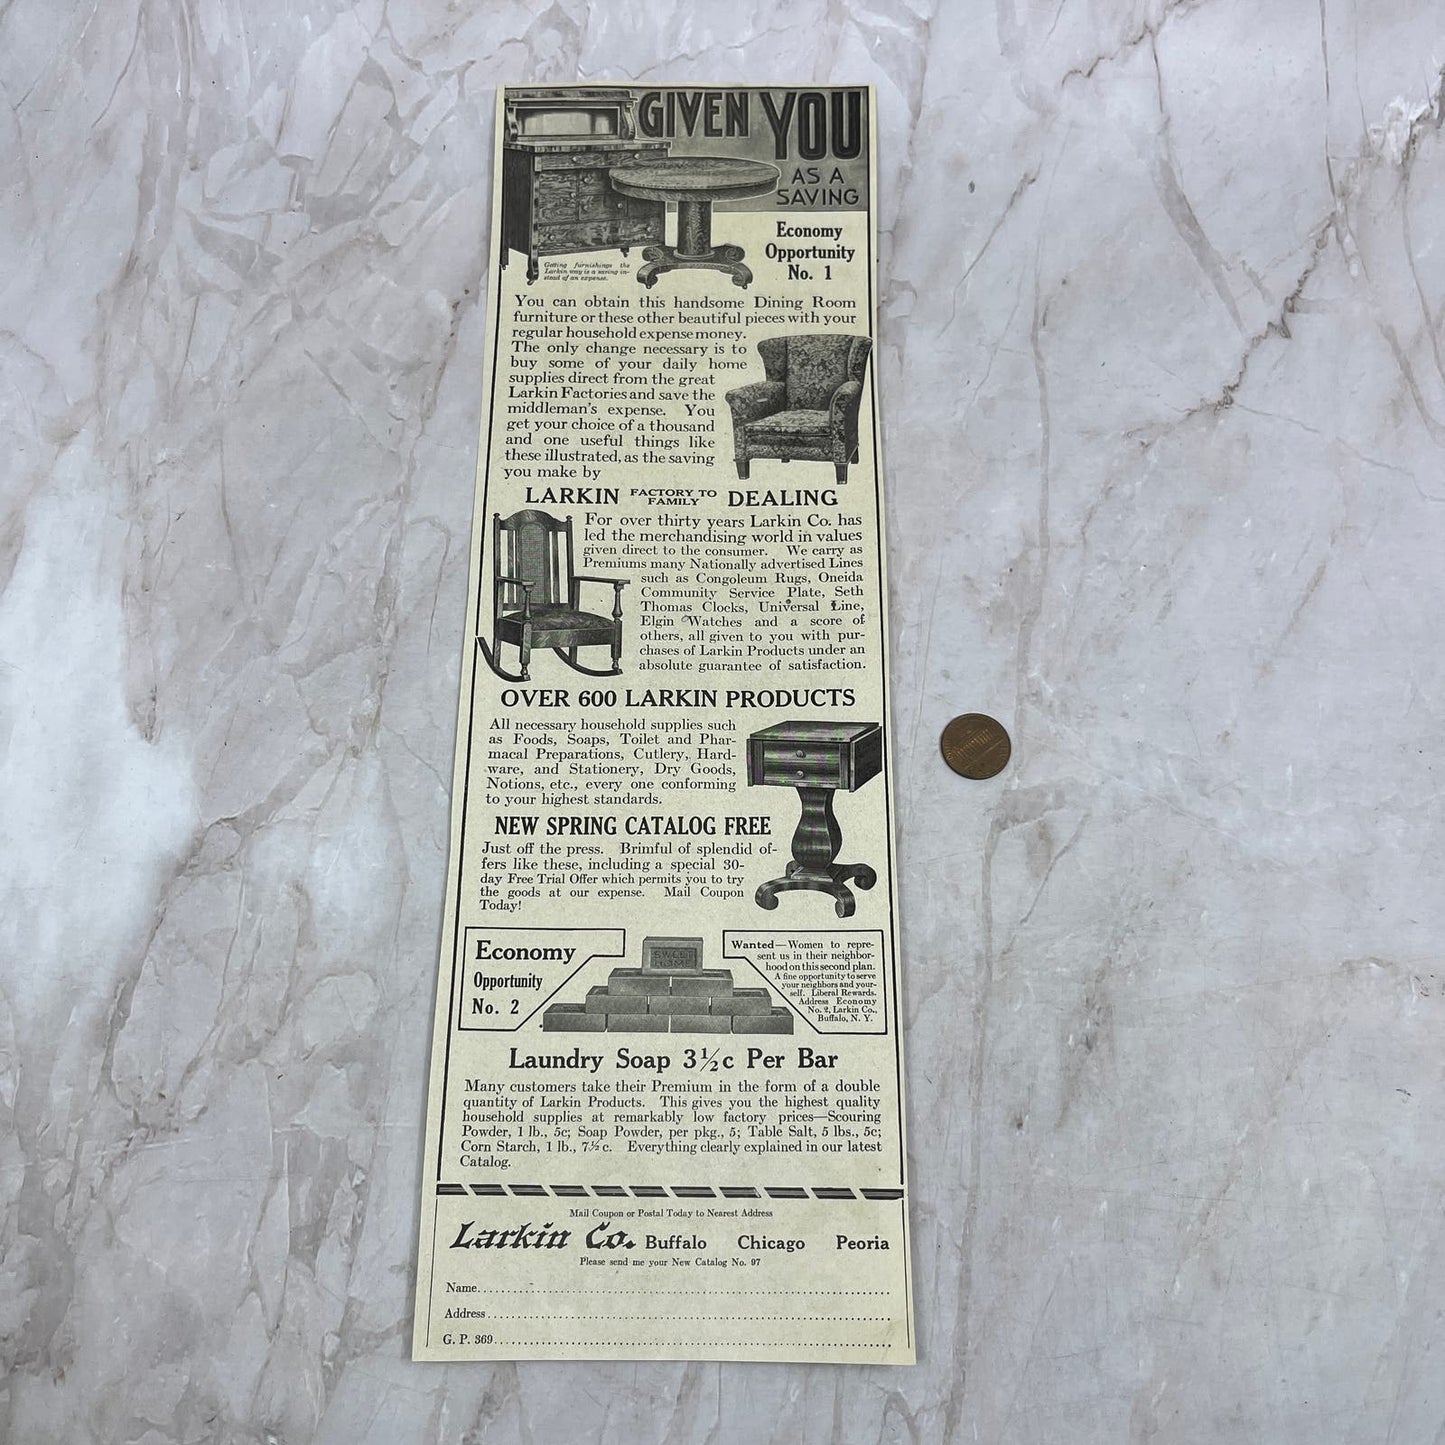 GIVEN YOU
AS A
SAVING
Getting furnishings the
Larkin way is a saving in-
stead of an expense.
Economy
Opportunity
No. 1
You can obtain this handsome Dining Room
furniture or these other beautiful pieces with your
regular household expense money.
The only change necessary is to
buy some of your daily home
supplies direct from the great
Larkin Factories and save the
middleman's expense. You
get your choice of a thousand
and one useful things like
these illustrated, as the saving
you make by
LARKIN FACTORY TO FAMILY DEALING
For over thirty years Larkin Co. has
led the merchandising world in values
given direct to the consumer. We carry as
Premiums many Nationally advertised Lines
such as Congoleum Rugs, Oneida
Community Service Plate, Seth
Thomas Clocks, Universal Line,
Elgin Watches and a score of
others, all given to you with pur-
chases of Larkin Products under an
absolute guarantee of satisfaction.
OVER 600 LARKIN PRODUCTS
All necessary household supplies such
as Foods, Soaps, Toilet and Phar-
macal Preparations, Cutlery, Hard-
ware, and Stationery, Dry Goods,
Notions, etc., every one conforming
to your highest standards.
NEW SPRING CATALOG FREE
Just off the press. Brimful of splendid of-
fers like these, including a special 30-
day Free Trial Offer which permits you to try
the goods at our expense. Mail Coupon
Today!
Economy
Opportunity
No. 2
SWEET
HOME
Wanted—Women to repre-
sent us in their neighbor-
hood on this second plan.
A fine opportunity to serve
your neighbors and your-
self. Liberal Rewards.
Address Economy
No. 2, Larkin Co.,
Buffalo, N. Y.
Laundry Soap 3½c Per Bar
Many customers take their Premium in the form of a double
quantity of Larkin Products. This gives you the highest quality
household supplies at remarkably low factory prices—Scouring
Powder, 1 lb., 5c; Soap Powder, per pkg., 5; Table Salt, 5 lbs., 5c;
Corn Starch, 1 lb., 7½c. Everything clearly explained in our latest
Catalog.
Mail Coupon or Postal Today to Nearest Address
Larkin Co. Buffalo Chicago Peoria
Please send me your New Catalog No. 97
Name
Address
G. P. 369